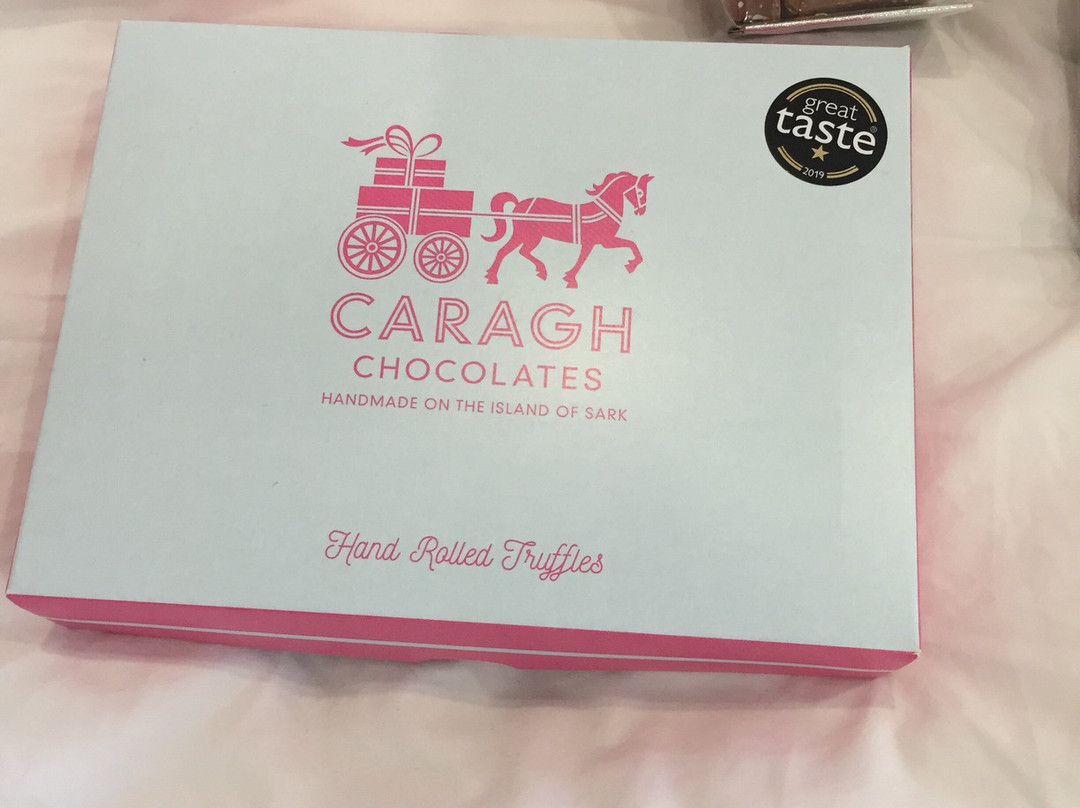 great
taste®
2019
CARAGH
CHOCOLATES
HANDMADE ON THE ISLAND OF SARK
Hand Rolled Truffles